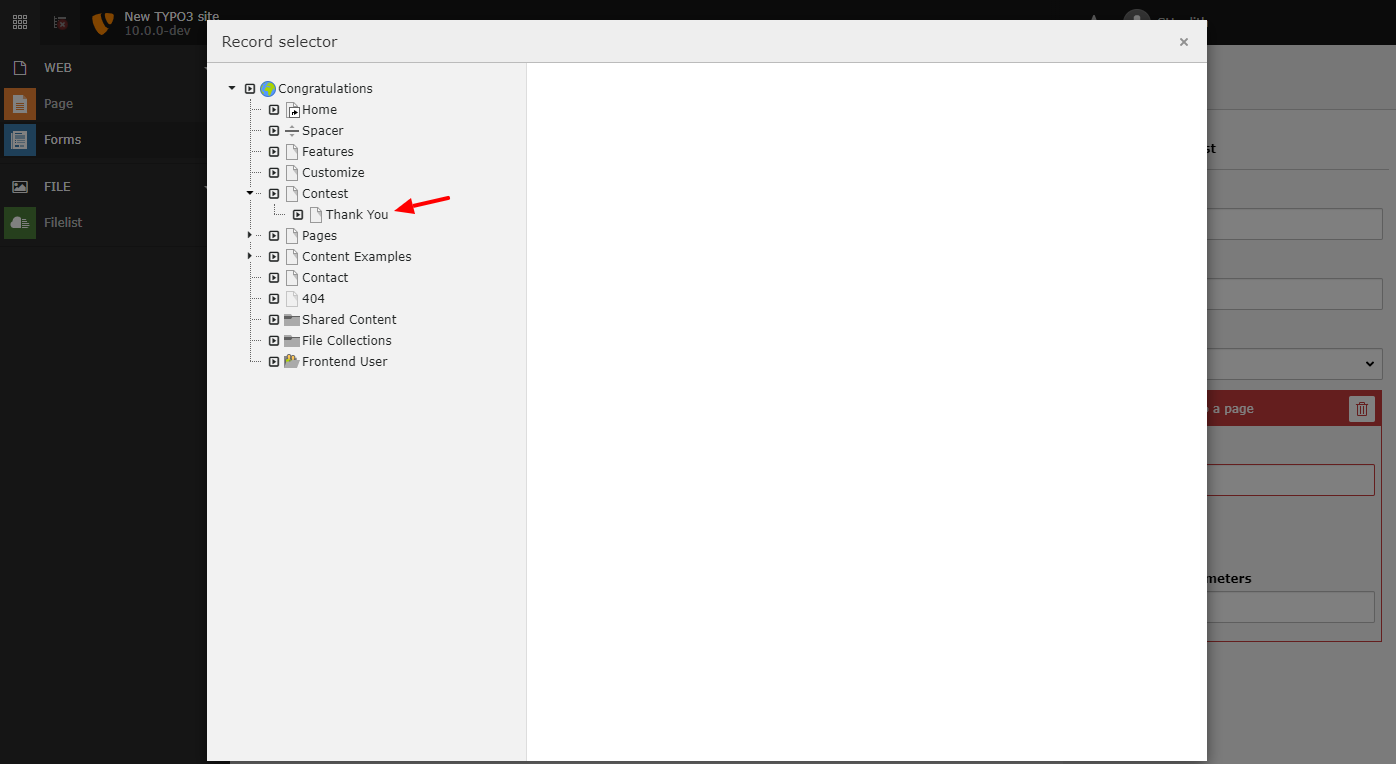 New TYPO3 site
10.0.0-dev
WEB
Page
Forms
FILE
Filelist
Record selector
×
Congratulations
Home
Spacer
Features
Customize
Contest
Thank You
Pages
Content Examples
Contact
404
Shared Content
File Collections
Frontend User
a page
meters